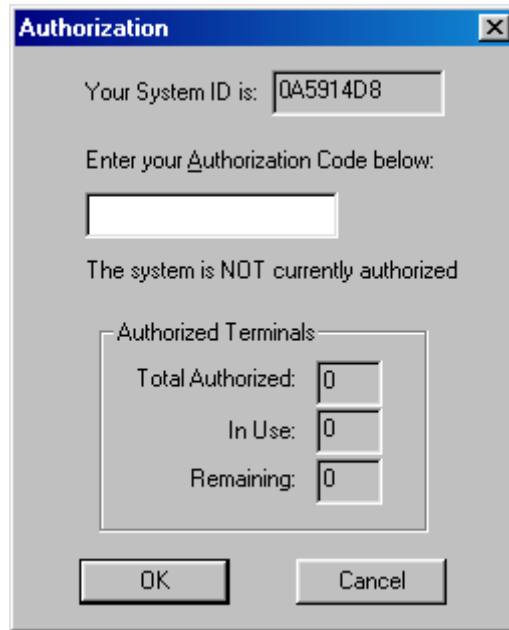 Authorization
Your System ID is: 0A5914D8
Enter your Authorization Code below:
The system is NOT currently authorized
Authorized Terminals
Total Authorized: 0
In Use: 0
Remaining: 0
OK Cancel